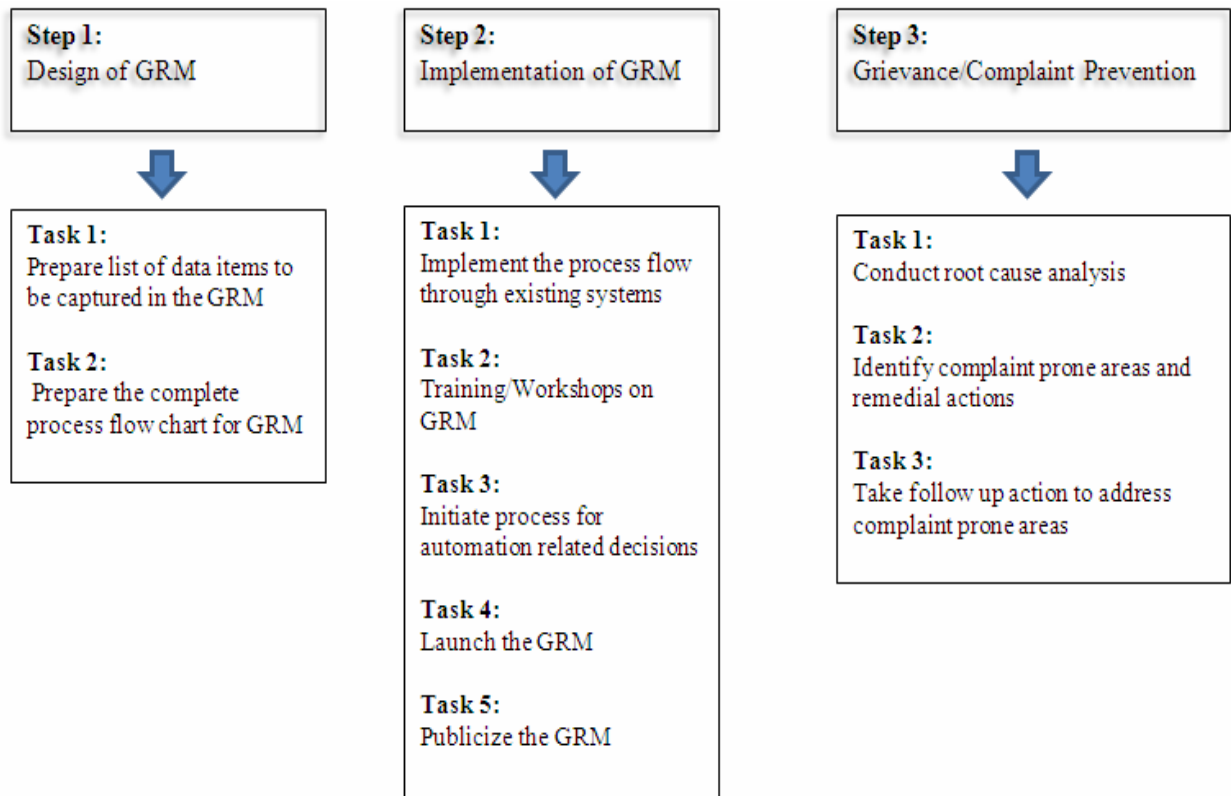 Step 1:
Design of GRM
Task 1:
Prepare list of data items to
be captured in the GRM
Task 2:
Prepare the complete
process flow chart for GRM
Step 2:
Implementation of GRM
Task 1:
Implement the process flow
through existing systems
Task 2:
Training/Workshops on
GRM
Task 3:
Initiate process for
automation related decisions
Task 4:
Launch the GRM
Task 5:
Publicize the GRM
Step 3:
Grievance/Complaint Prevention
Task 1:
Conduct root cause analysis
Task 2:
Identify complaint prone areas and
remedial actions
Task 3:
Take follow up action to address
complaint prone areas